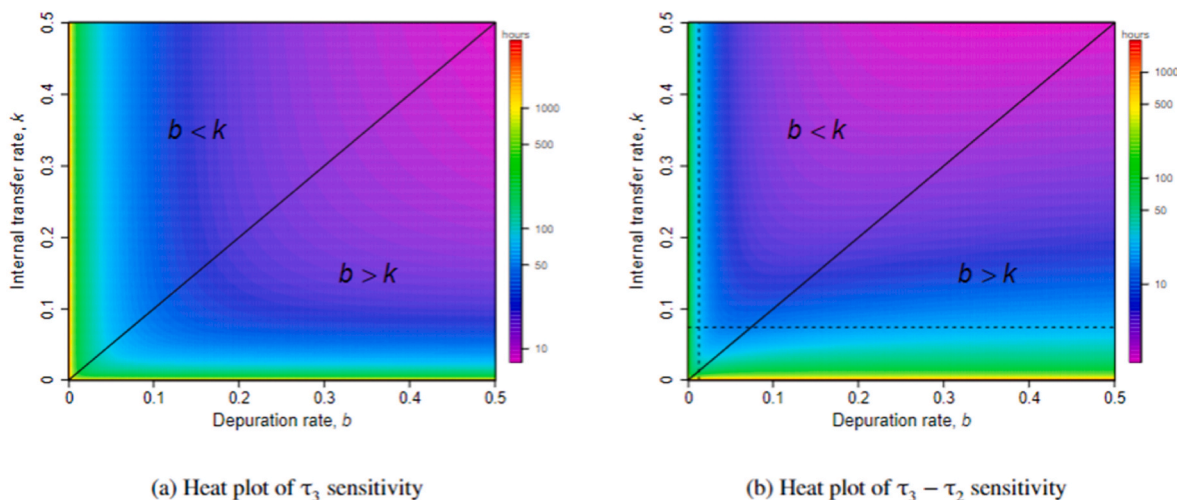 0.5
0.4
0.3
0.2
0.1
0
Internal transfer rate, k
b < k
b > k
hours
1000
500
100
50
10
0
0.1
0.2
0.3
0.4
0.5
Depuration rate, b
(a) Heat plot of τ3 sensitivity
0.5
0.4
0.3
0.2
0.1
0
Internal transfer rate, k
b < k
b > k
hours
1000
500
100
50
10
0
0.1
0.2
0.3
0.4
0.5
Depuration rate, b
(b) Heat plot of τ3 − τ2 sensitivity